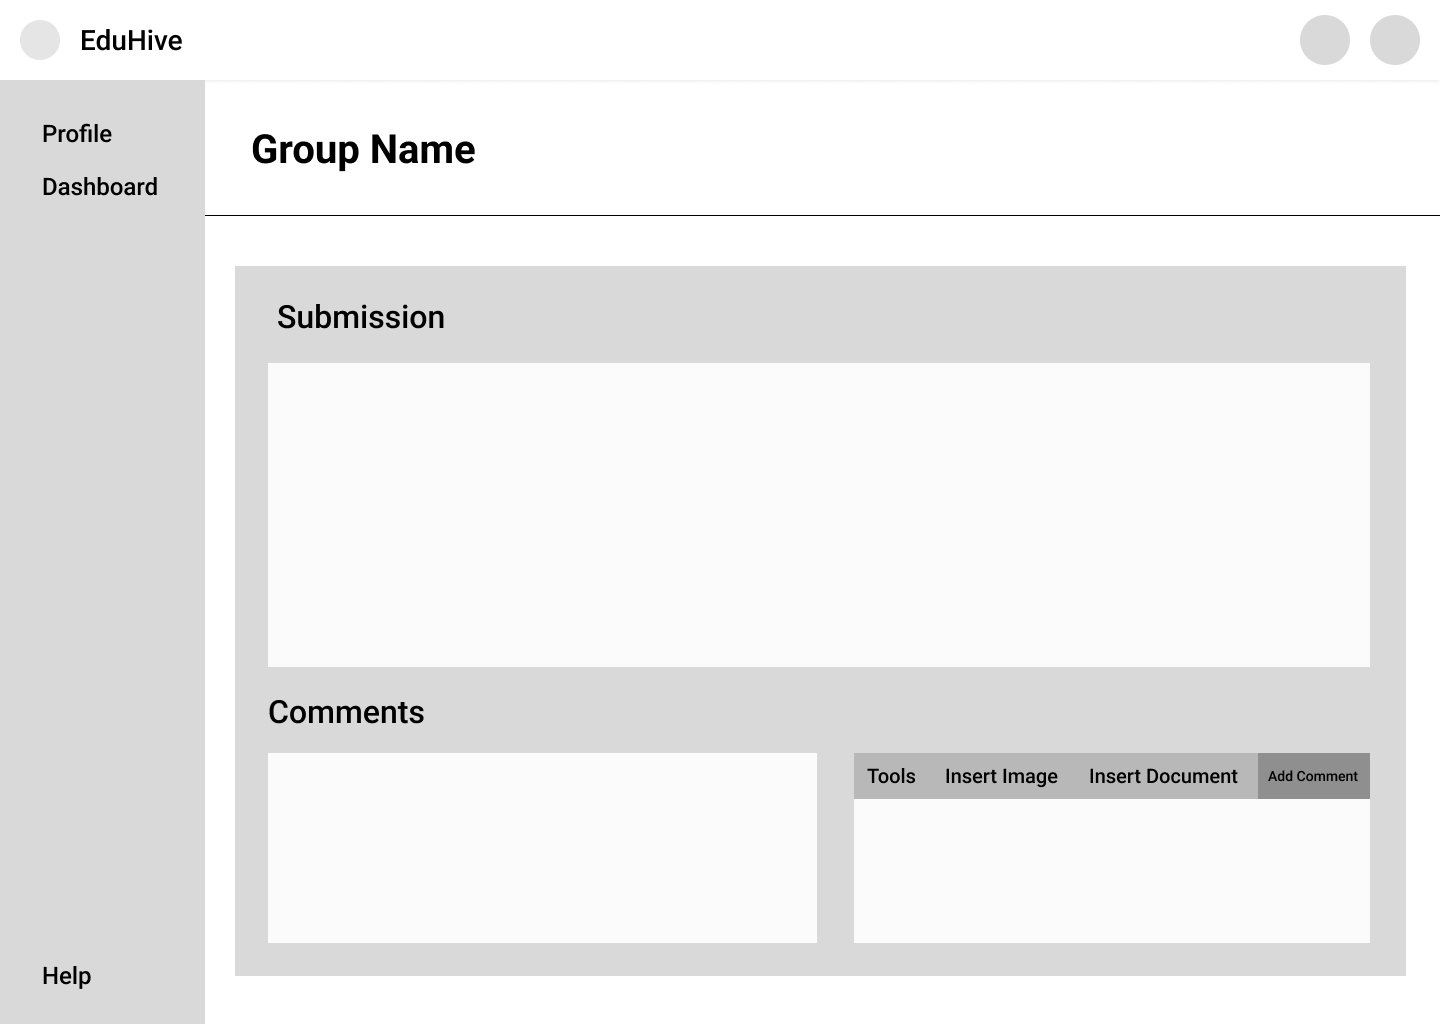 EduHive
Profile
Dashboard
Group Name
Submission
Comments
Tools Insert Image Insert Document Add Comment
Help